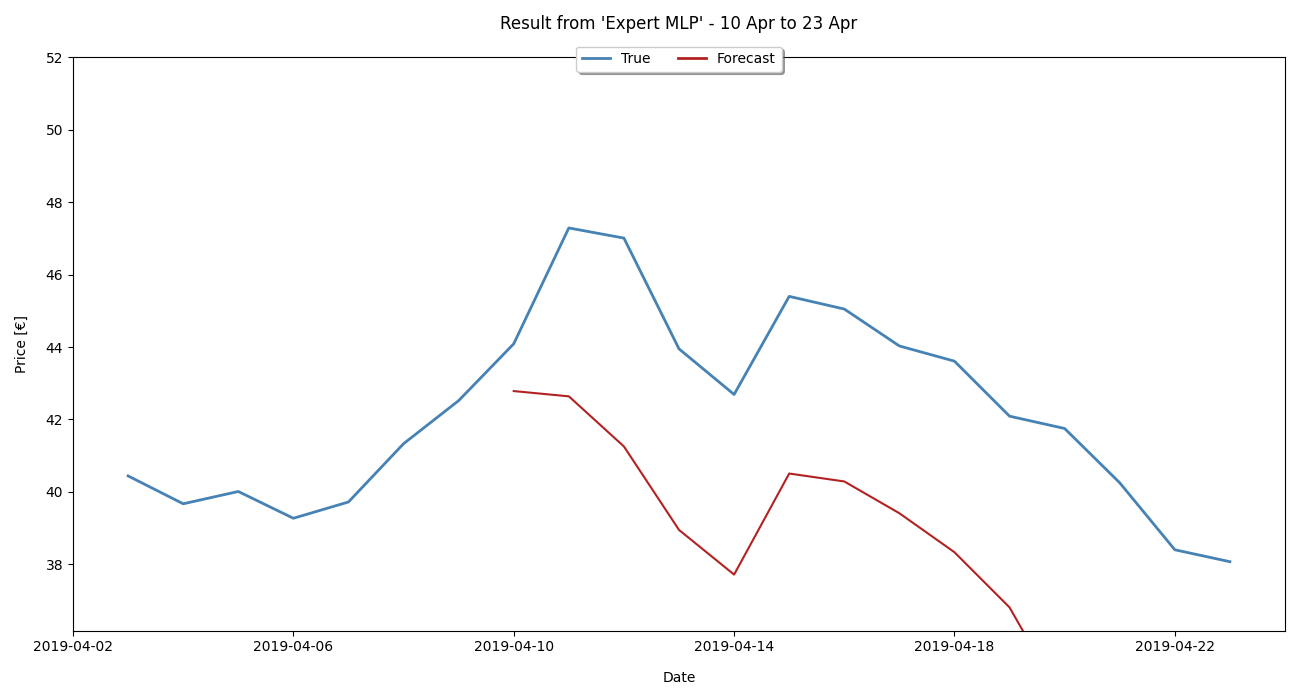 Result from 'Expert MLP' - 10 Apr to 23 Apr
True
Forecast
52
50
48
46
44
42
40
38
Price [€]
2019-04-02
2019-04-06
2019-04-10
2019-04-14
2019-04-18
2019-04-22
Date